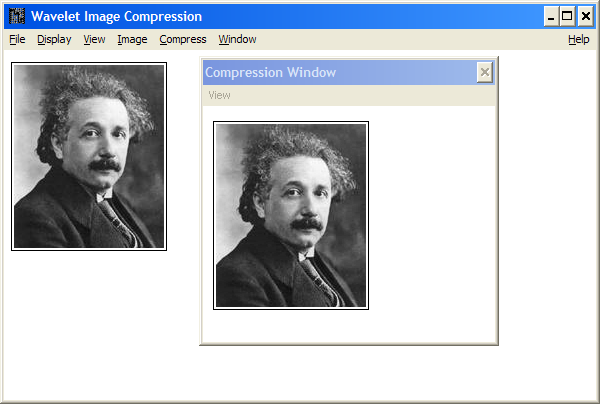 Wavelet Image Compression
File Display View Image Compress Window Help
Compression Window
View